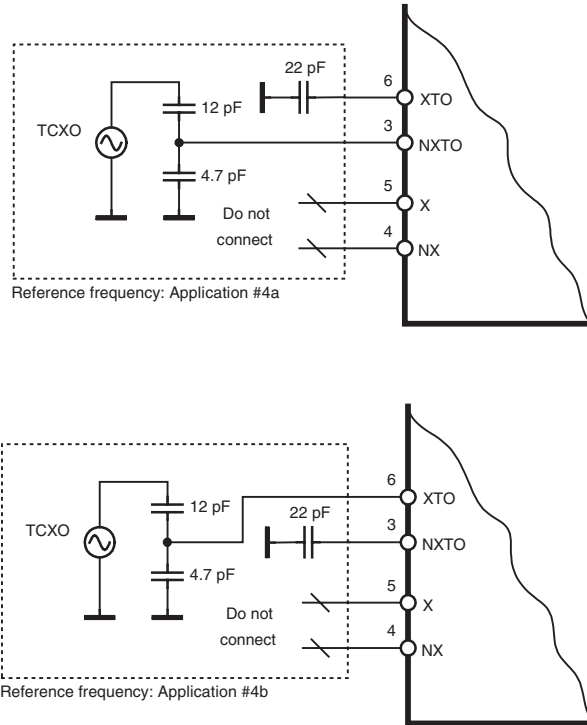 22 pF
6
XTO
12 pF
TCXO
3
NXTO
4.7 pF
5
X
Do not
connect
4
NX
Reference frequency: Application #4a
6
XTO
12 pF
22 pF
TCXO
3
NXTO
4.7 pF
5
X
Do not
connect
4
NX
Reference frequency: Application #4b